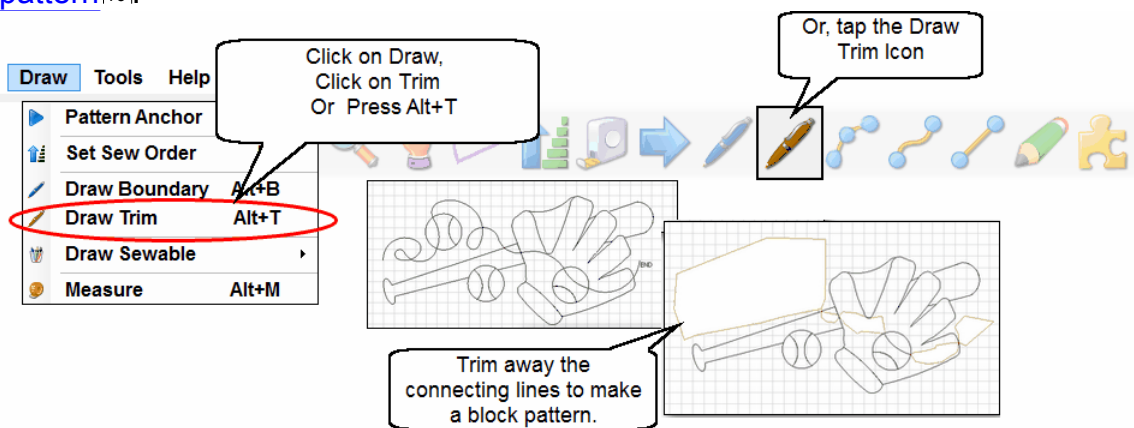 pattern
Or, tap the Draw
Trim Icon
Click on Draw,
Click on Trim
Or Press Alt+T
Draw Tools Help
Pattern Anchor
Set Sew Order
Draw Boundary Alt+B
Draw Trim Alt+T
Draw Sewable
Measure Alt+M
END
Trim away the
connecting lines to make
a block pattern.